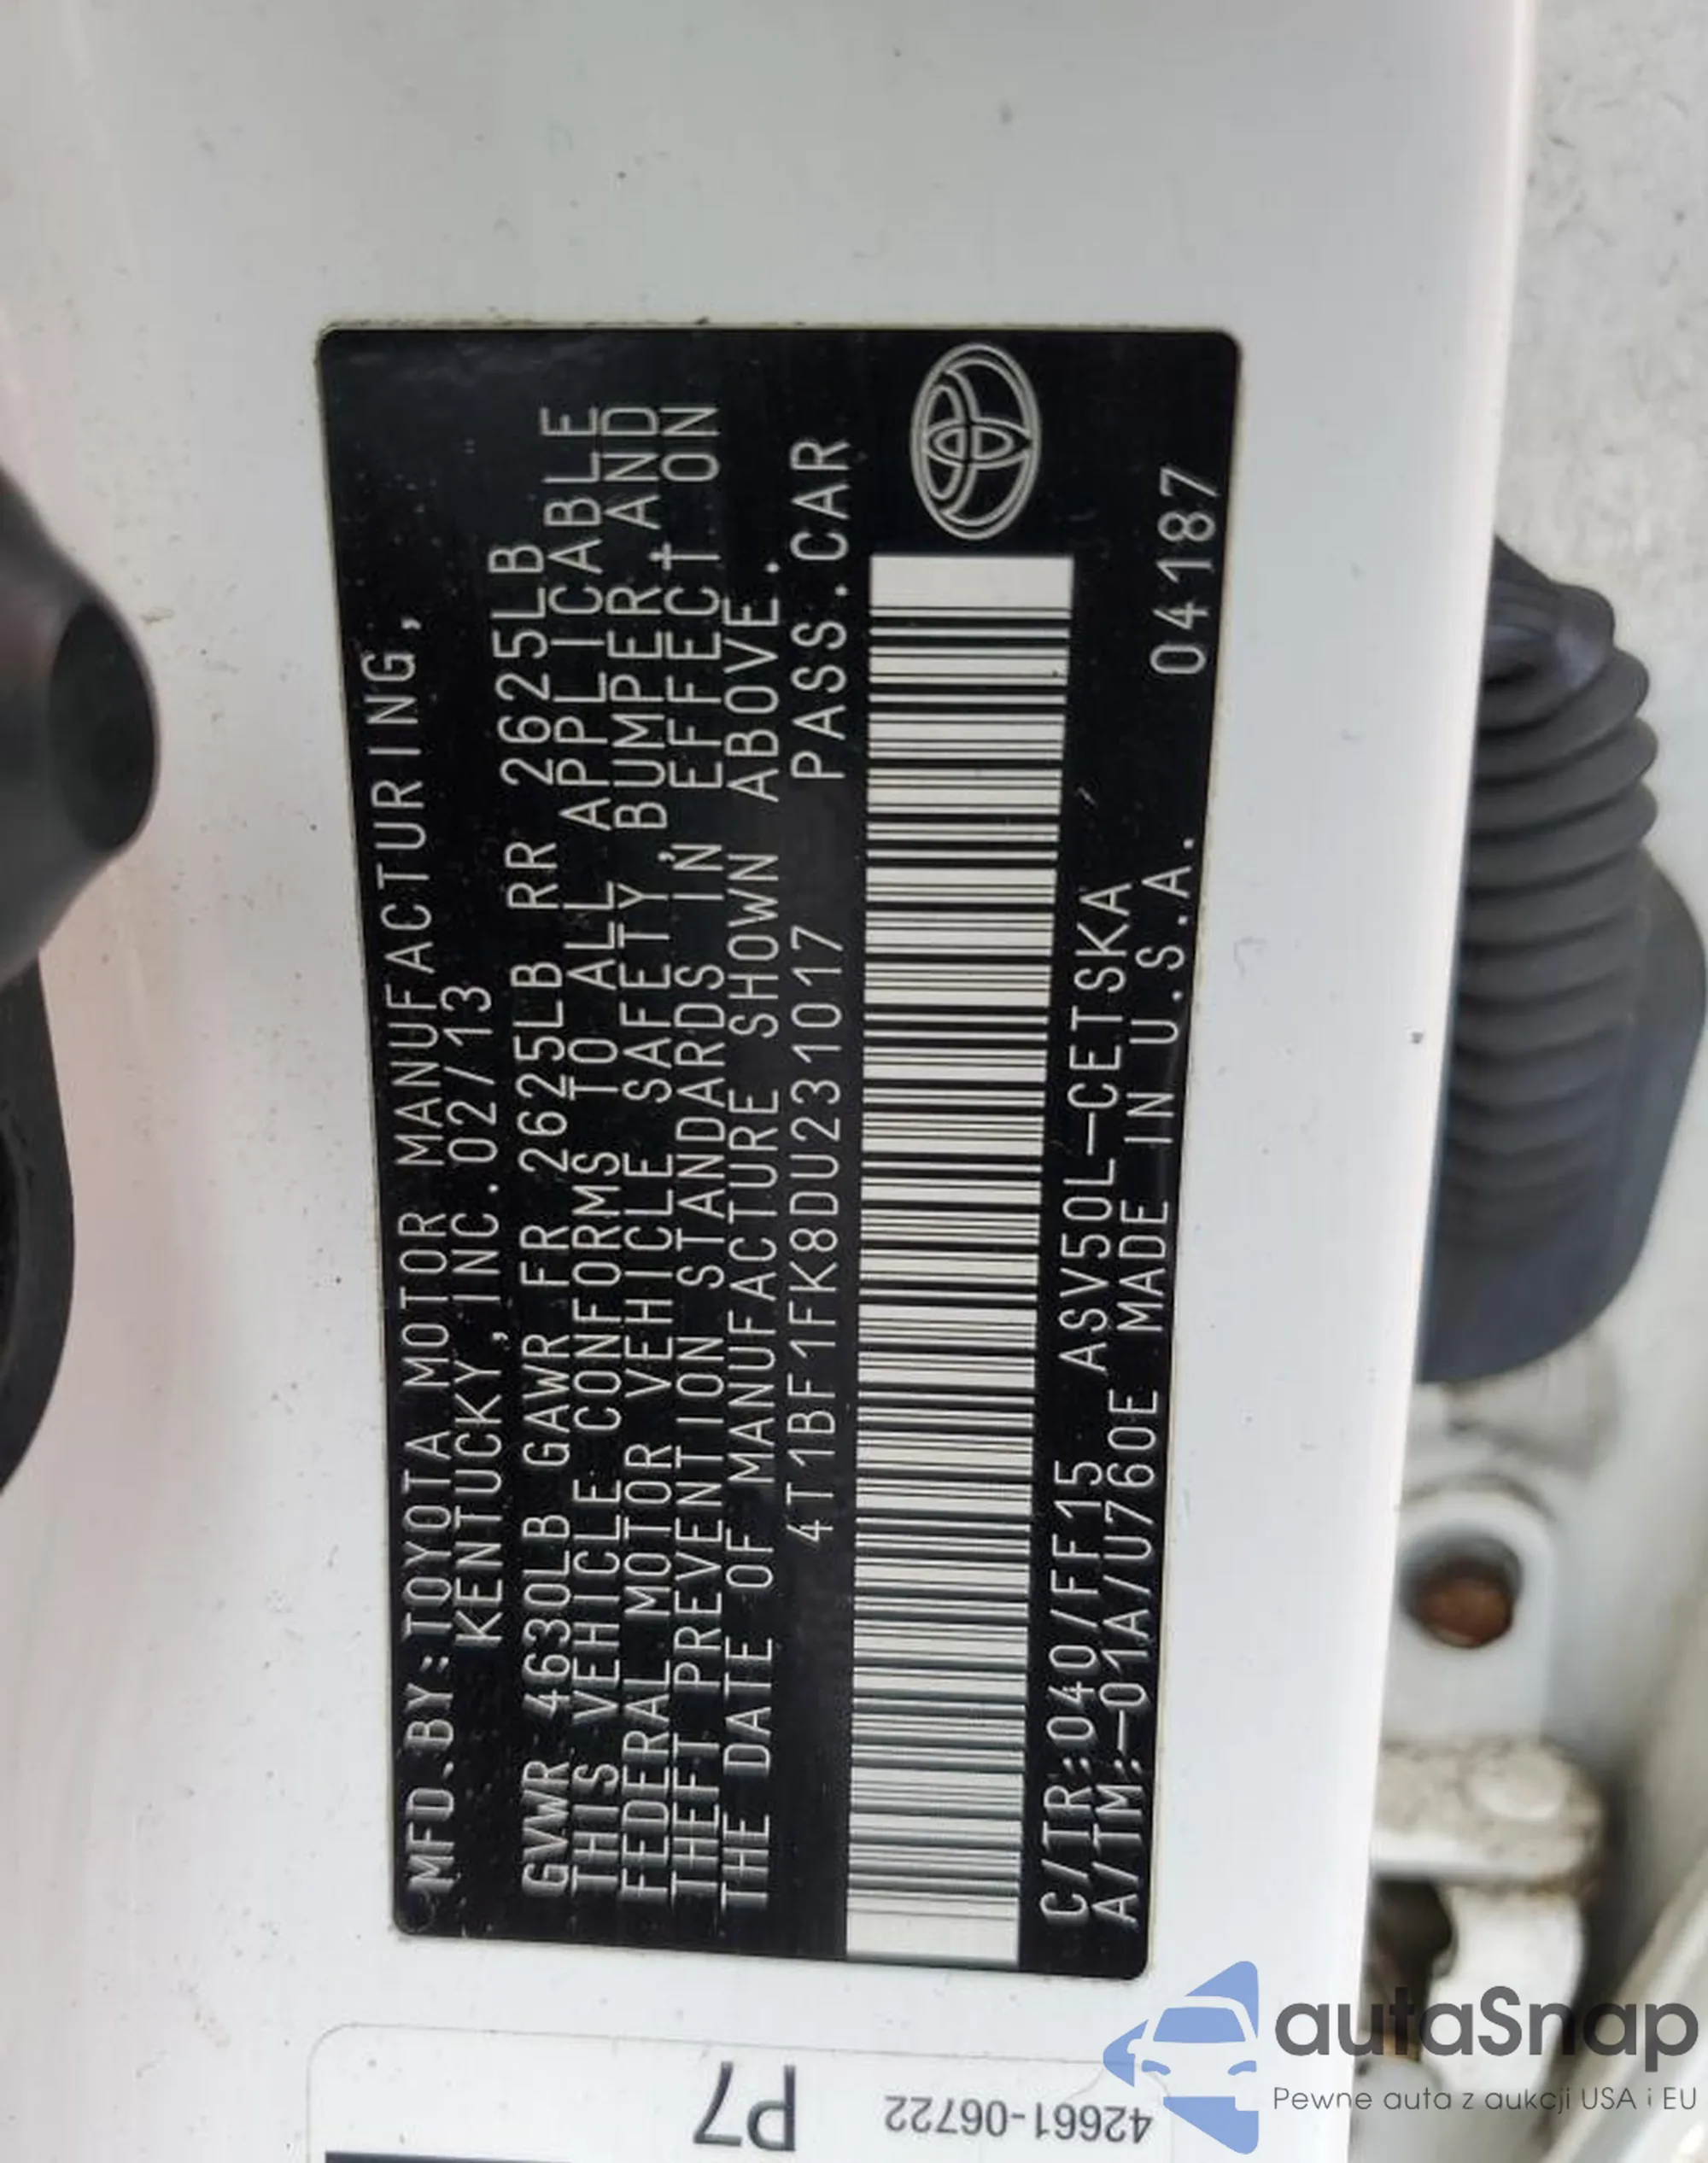 MFD.BY:TOYOTA MOTOR MANUFACTURING,
KENTUCKY, INC.02/13
GVWR 4630LB GAWR FR 2625LB RR 2625LB
THIS VEHICLE CONFORMS TO ALL APPLICABLE
FEDERAL MOTOR VEHICLE SAFETY, BUMPER, AND
THEFT PREVENTION STANDARDS IN EFFECT ON
THE DATE OF MANUFACTURE SHOWN ABOVE.
4T1BF1FK8DU231017 PASS.CAR
C/TR:040/FF15 ASV50L-CETSKA
A/TM:-01A/U760E MADE IN U.S.A. 04187
P7
42661-06722
autaSnap
Pewne auta z aukcji USA i EU